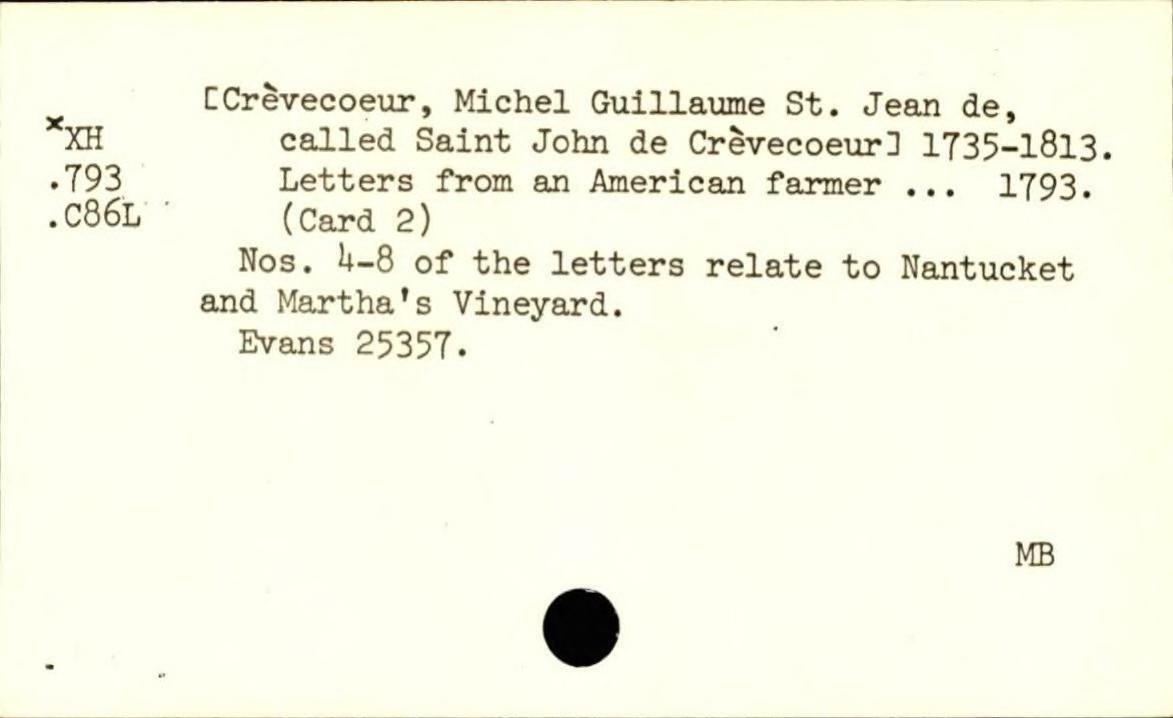 [Crèvecoeur, Michel Guillaume St. Jean de,
xXH called Saint John de Crèvecoeur] 1735-1813.
.793 Letters from an American farmer ... 1793.
.C86L (Card 2)
Nos. 4-8 of the letters relate to Nantucket
and Martha's Vineyard.
Evans 25357.
MB